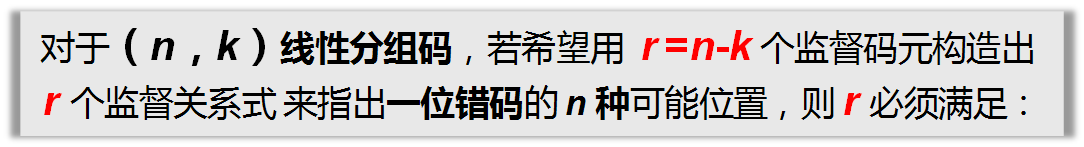 对于（n，k）线性分组码，若希望用 r=n-k个监督码元构造出
r 个监督关系式 来指出一位错码的 n 种可能位置，则 r 必须满足：